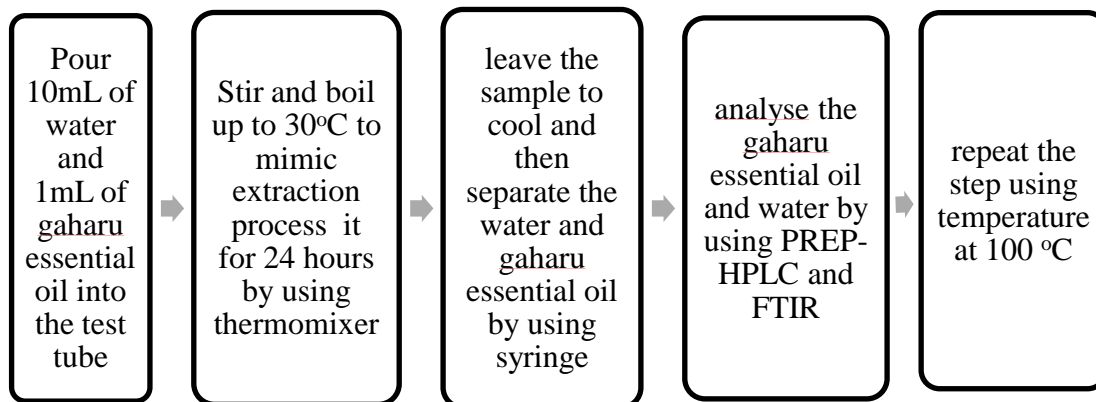 Pour
10mL of
water
and
1mL of
gaharu
essential
oil into
the test
tube
Stir and boil
up to 30°C to
mimic
extraction
process  it
for 24 hours
by using
thermomixer
leave the
sample to
cool and
then
separate the
water and
gaharu
essential oil
by using
syringe
analyse the
gaharu
essential oil
and water by
using PREP-
HPLC and
FTIR
repeat the
step using
temperature
at 100 °C